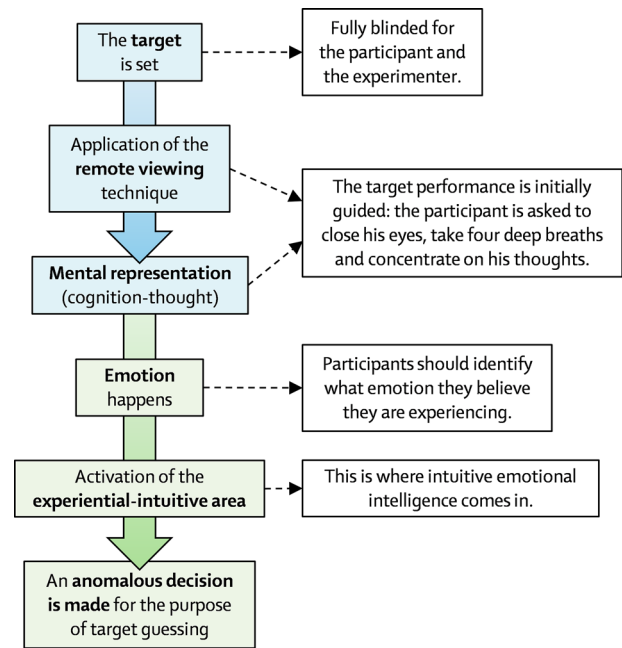 The target
is set
Fully blinded for
the participant and
the experimenter.
Application of the
remote viewing
technique
The target performance is initially
guided: the participant is asked to
close his eyes, take four deep breaths
and concentrate on his thoughts.
Mental representation
(cognition-thought)
Emotion
happens
Participants should identify
what emotion they believe
they are experiencing.
Activation of the
experiential-intuitive area
This is where intuitive emotional
intelligence comes in.
An anomalous decision
is made for the purpose
of target guessing